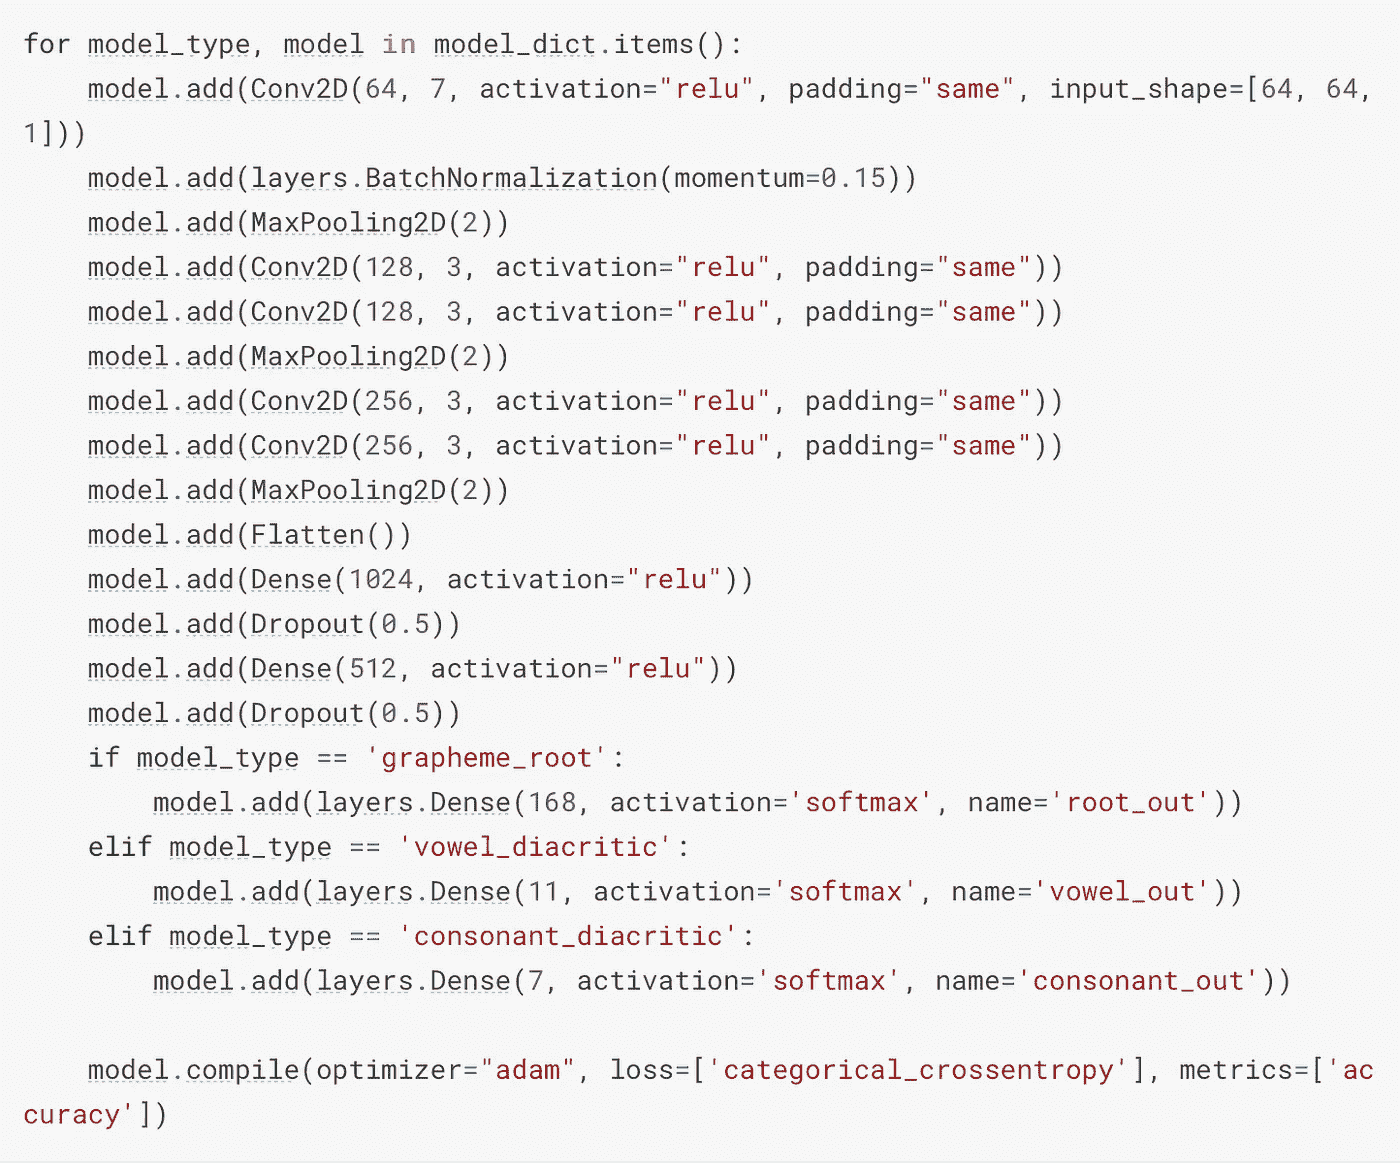 for model_type, model in model_dict.items():
    model.add(Conv2D(64, 7, activation="relu", padding="same", input_shape=[64, 64,
1]))
    model.add(layers.BatchNormalization(momentum=0.15))
    model.add(MaxPooling2D(2))
    model.add(Conv2D(128, 3, activation="relu", padding="same"))
    model.add(Conv2D(128, 3, activation="relu", padding="same"))
    model.add(MaxPooling2D(2))
    model.add(Conv2D(256, 3, activation="relu", padding="same"))
    model.add(Conv2D(256, 3, activation="relu", padding="same"))
    model.add(MaxPooling2D(2))
    model.add(Flatten())
    model.add(Dense(1024, activation="relu"))
    model.add(Dropout(0.5))
    model.add(Dense(512, activation="relu"))
    model.add(Dropout(0.5))
    if model_type == 'grapheme_root':
        model.add(layers.Dense(168, activation='softmax', name='root_out'))
    elif model_type == 'vowel_diacritic':
        model.add(layers.Dense(11, activation='softmax', name='vowel_out'))
    elif model_type == 'consonant_diacritic':
        model.add(layers.Dense(7, activation='softmax', name='consonant_out'))

    model.compile(optimizer="adam", loss=['categorical_crossentropy'], metrics=['ac
curacy'])